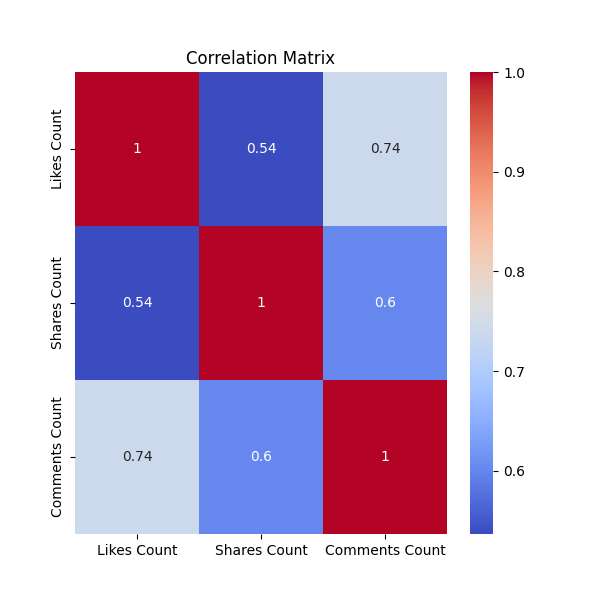 Correlation Matrix
Likes Count
1
0.54
0.74
Shares Count
0.54
1
0.6
Comments Count
0.74
0.6
1
Likes Count
Shares Count
Comments Count
1.0
0.9
0.8
0.7
0.6